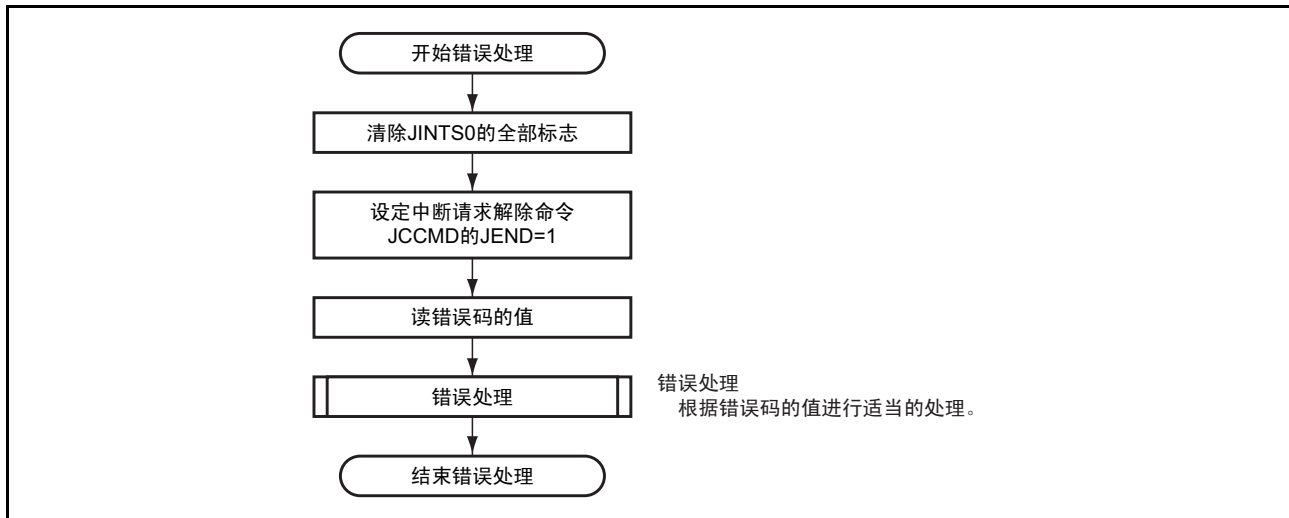 开始错误处理
清除JINTS0的全部标志
设定中断请求解除命令
JCCMD的JEND=1
读错误码的值
错误处理
错误处理
根据错误码的值进行适当的处理。
结束错误处理